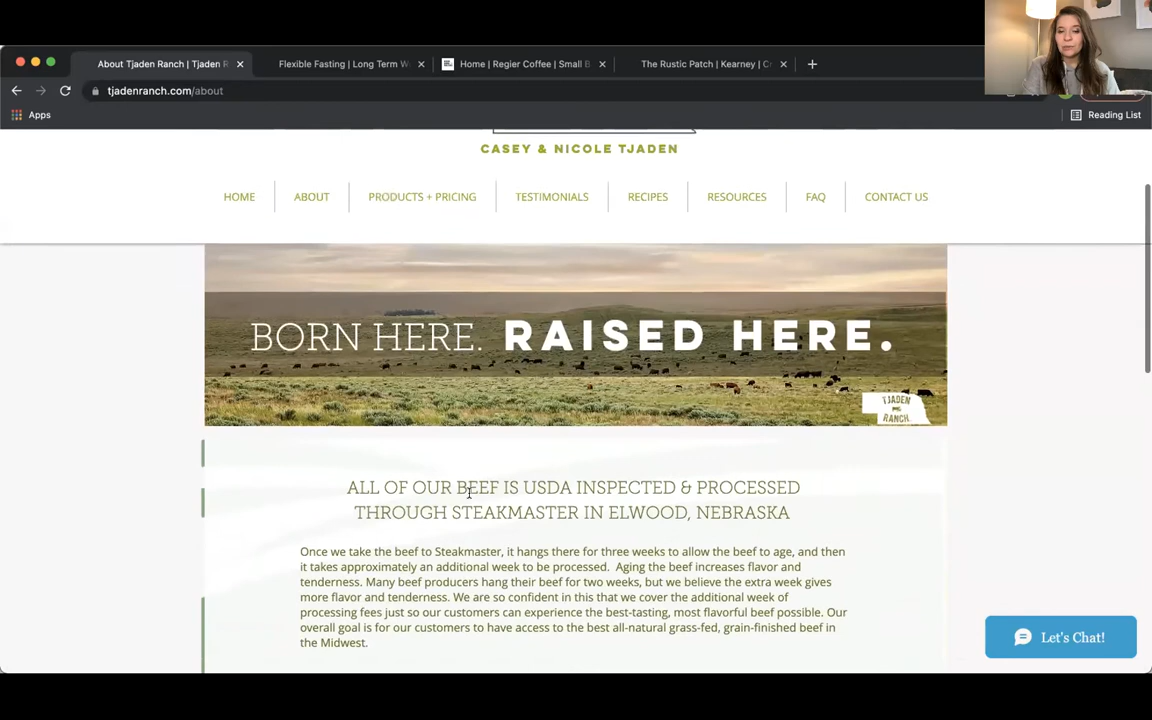 About Tjaden Ranch | Tjaden R
Flexible Fasting | Long Term W
Home | Regier Coffee | Small B
The Rustic Patch | Kearney | C
tjadenranch.com/about
Apps
Reading List
CASEY & NICOLE TJADEN
HOME
ABOUT
PRODUCTS + PRICING
TESTIMONIALS
RECIPES
RESOURCES
FAQ
CONTACT US
BORN HERE. RAISED HERE.
TJADEN
RANCH
ALL OF OUR BEEF IS USDA INSPECTED & PROCESSED
THROUGH STEAKMASTER IN ELWOOD, NEBRASKA
Once we take the beef to Steakmaster, it hangs there for three weeks to allow the beef to age, and then
it takes approximately an additional week to be processed.  Aging the beef increases flavor and
tenderness. Many beef producers hang their beef for two weeks, but we believe the extra week gives
more flavor and tenderness. We are so confident in this that we cover the additional week of
processing fees just so our customers can experience the best-tasting, most flavorful beef possible. Our
overall goal is for our customers to have access to the best all-natural grass-fed, grain-finished beef in
the Midwest.
Let's Chat!